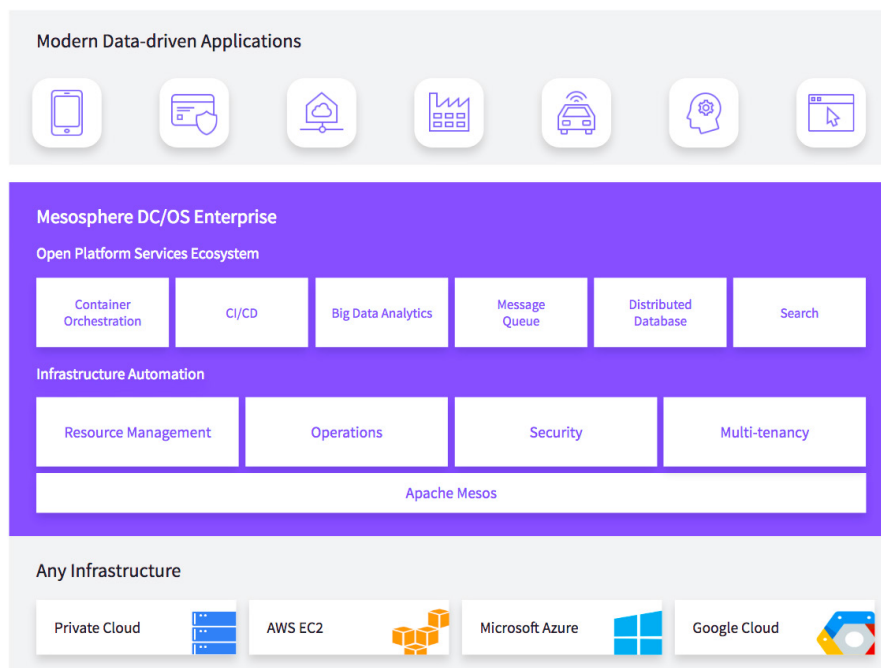 Modern Data-driven Applications
Mesosphere DC/OS Enterprise
Open Platform Services Ecosystem
Container
Orchestration
CI/CD
Big Data Analytics
Message
Queue
Distributed
Database
Search
Infrastructure Automation
Resource Management
Operations
Security
Multi-tenancy
Apache Mesos
Any Infrastructure
Private Cloud
AWS EC2
Microsoft Azure
Google Cloud